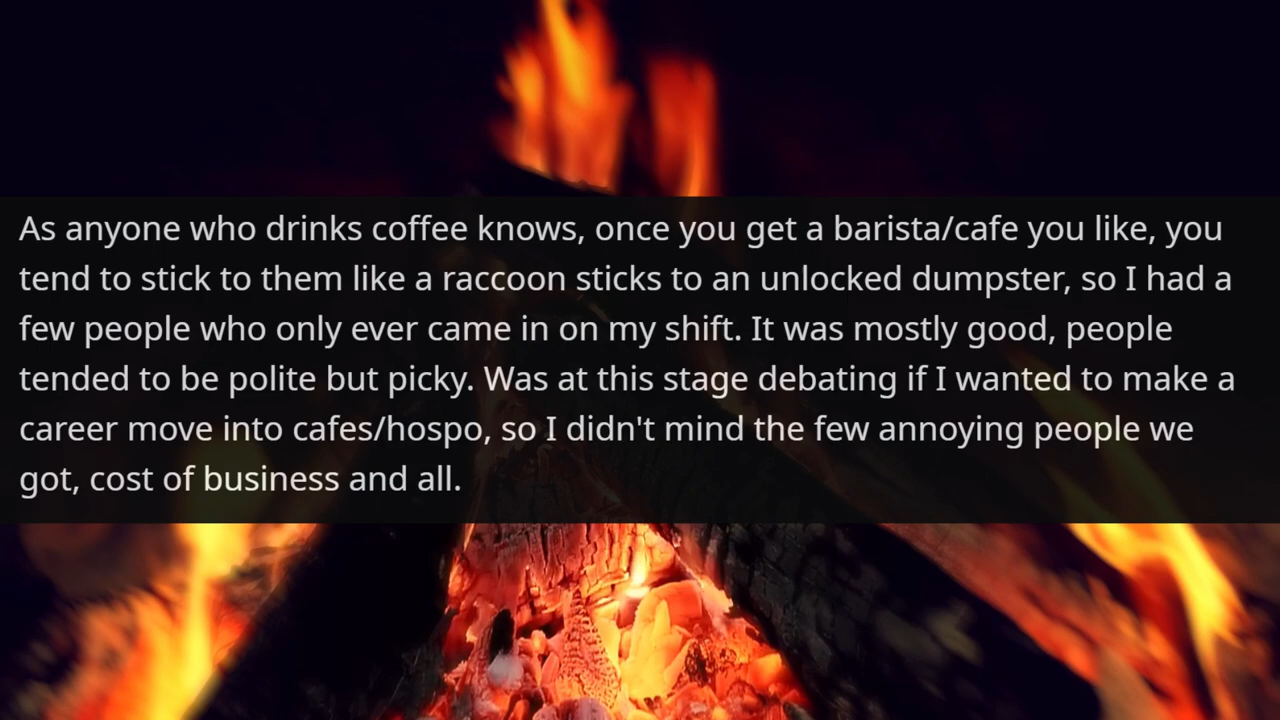 As anyone who drinks coffee knows, once you get a barista/cafe you like, you
tend to stick to them like a raccoon sticks to an unlocked dumpster, so I had a
few people who only ever came in on my shift. It was mostly good, people
tended to be polite but picky. Was at this stage debating if I wanted to make a
career move into cafes/hospo, so I didn't mind the few annoying people we
got, cost of business and all.